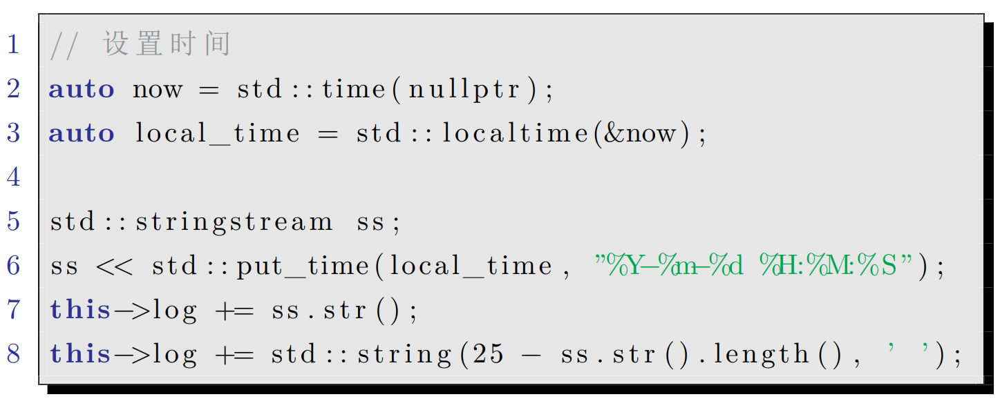 1 // 设置时间
2 auto now = std::time(nullptr);
3 auto local_time = std::localtime(&now);
4
5 std::stringstream ss;
6 ss << std::put_time(local_time, "%Y-%m-%d %H:%M:%S");
7 this->log += ss.str();
8 this->log += std::string(25 - ss.str().length(), ' ');